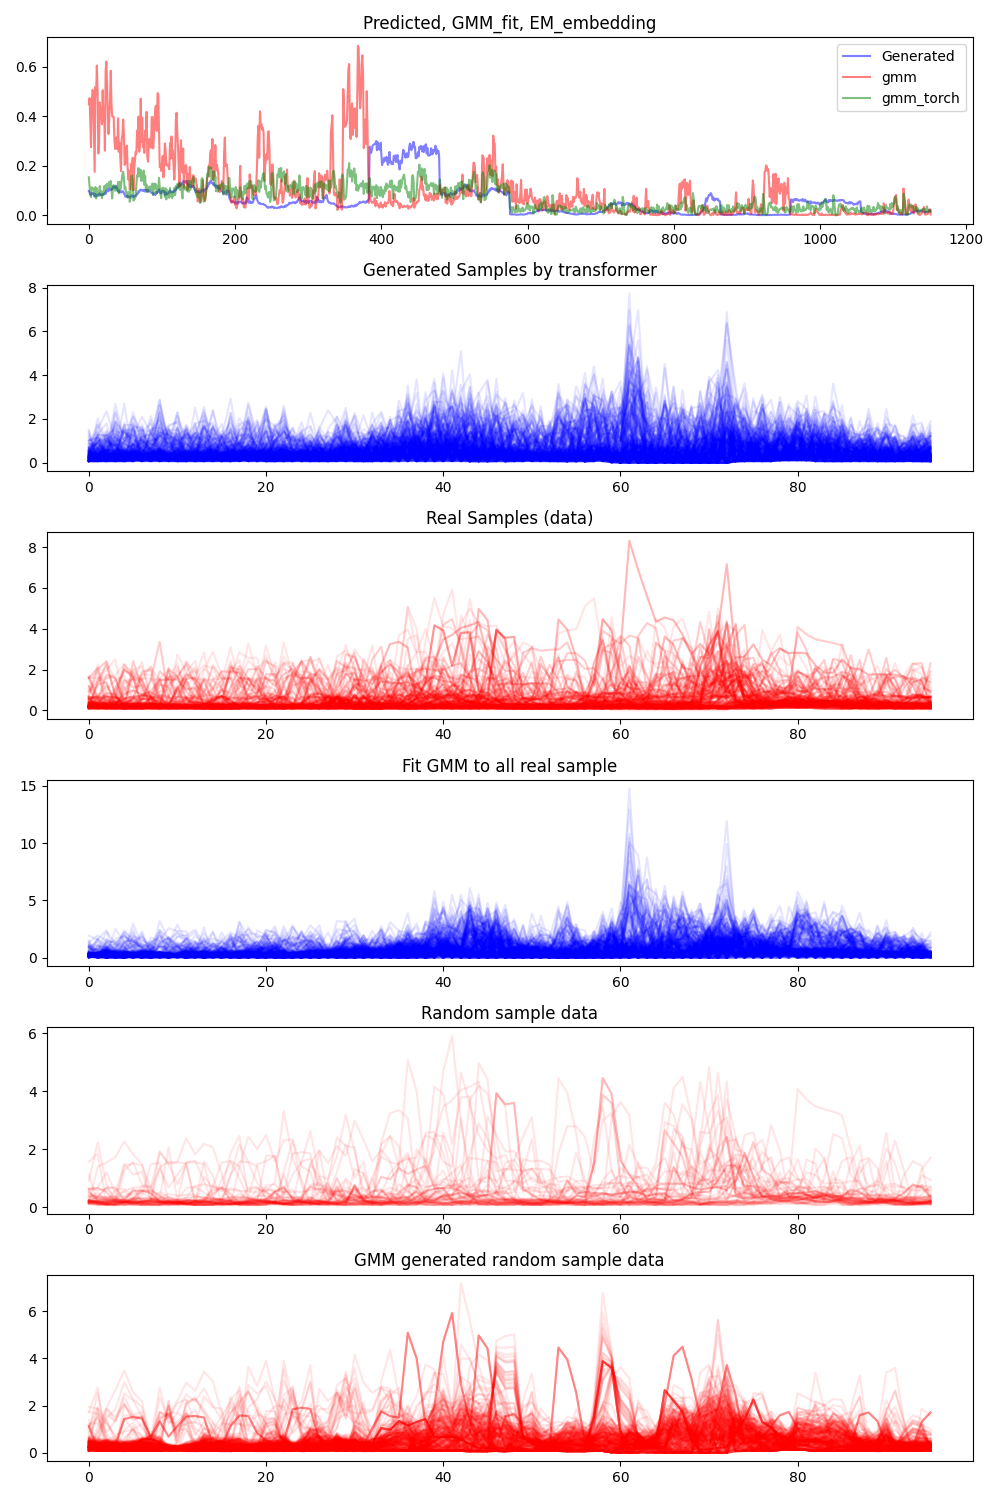 Predicted, GMM_fit, EM_embedding
Generated
gmm
gmm_torch
0.6
0.4
0.2
0.0
0 200 400 600 800 1000 1200
Generated Samples by transformer
8
6
4
2
0
0 20 40 60 80
Real Samples (data)
8
6
4
2
0
0 20 40 60 80
Fit GMM to all real sample
15
10
5
0
0 20 40 60 80
Random sample data
6
4
2
0
0 20 40 60 80
GMM generated random sample data
6
4
2
0
0 20 40 60 80